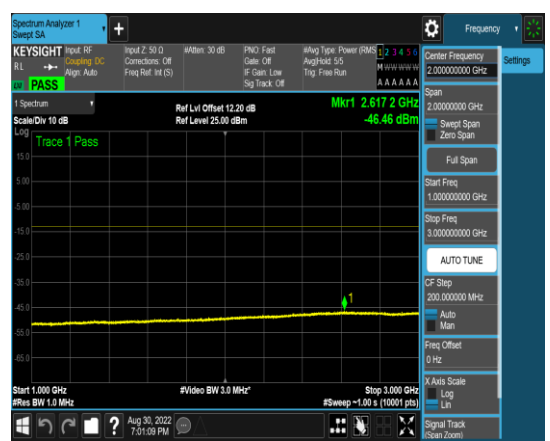 Spectrum Analyzer 1
Swept SA
+
Frequency
KEYSIGHT
Input: RF
Input Z: 50 Ω
#Atten: 30 dB
PNO: Fast
#Avg Type: Power (RMS
1 2 3 4 5 6
RL
Coupling: DC
Corrections: Off
Gate: Off
Avg|Hold: 5/5
M W W W W W
Align: Auto
Freq Ref: Int (S)
IF Gain: Low
Trig: Free Run
Sig Track: Off
A A A A A A
PASS
1 Spectrum
Ref Lvl Offset 12.20 dB
Mkr1 2.617 2 GHz
Scale/Div 10 dB
Ref Level 25.00 dBm
-46.46 dBm
Log
Trace 1 Pass
15.0
5.00
-5.00
-15.0
-25.0
-35.0
-45.0
-55.0
-65.0
1
Start 1.000 GHz
#Video BW 3.0 MHz*
Stop 3.000 GHz
#Res BW 1.0 MHz
#Sweep ~1.00 s (10001 pts)
?
Aug 30, 2022
7:01:09 PM
Center Frequency
2.000000000 GHz
Span
2.00000000 GHz
Swept Span
Zero Span
Full Span
Start Freq
1.000000000 GHz
Stop Freq
3.000000000 GHz
AUTO TUNE
CF Step
200.000000 MHz
Auto
Man
Freq Offset
0 Hz
X Axis Scale
Log
Lin
Signal Track
(Span Zoom)
Settings